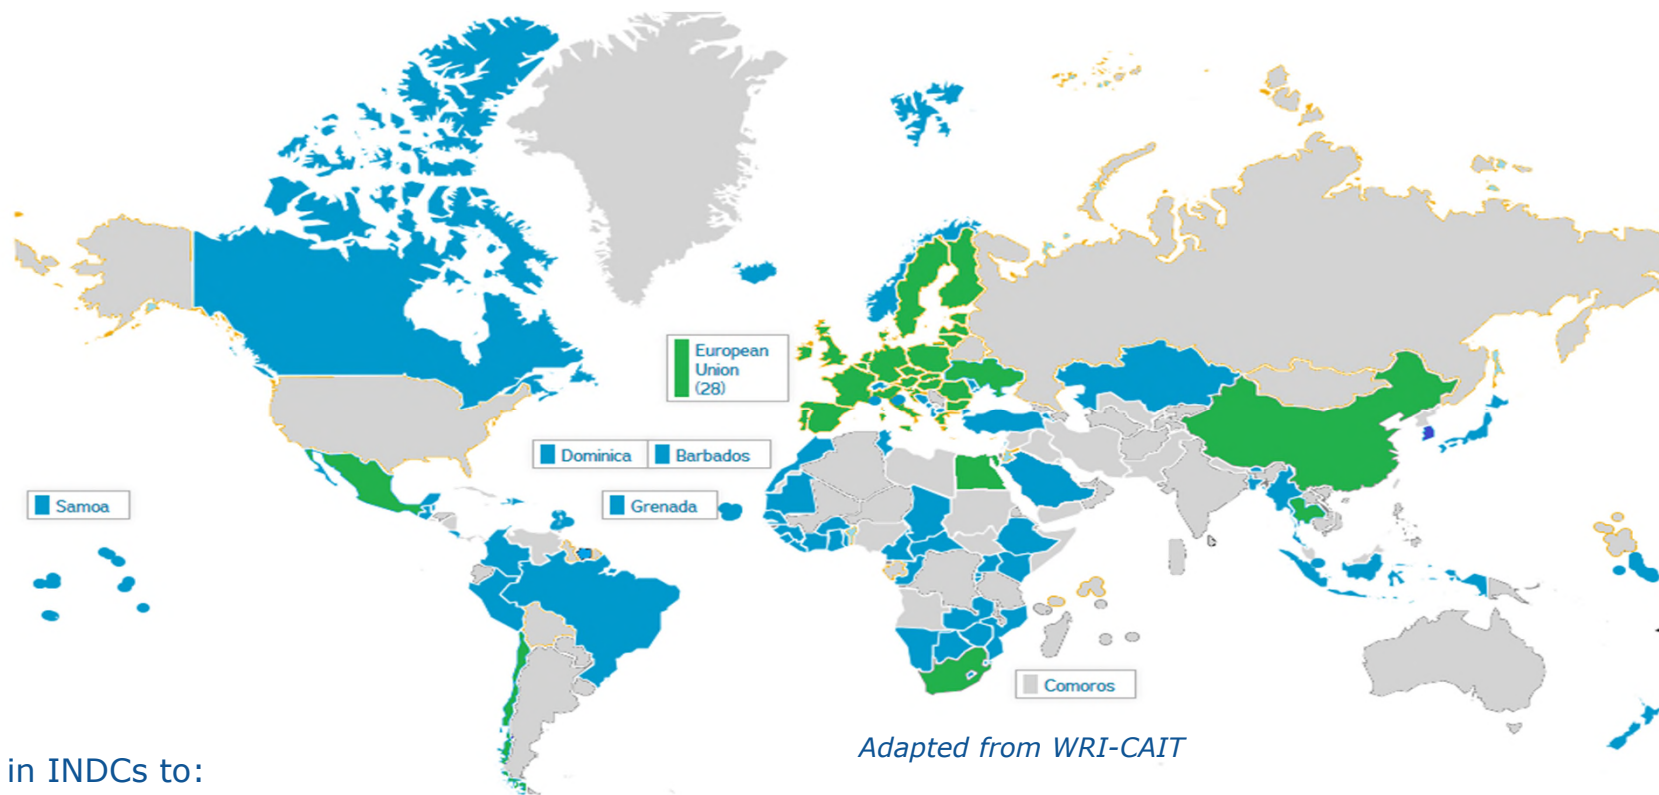 European
Union
(28)
Dominica
Barbados
Samoa
Grenada
Comoros
Adapted from WRI-CAIT
in INDCs to: